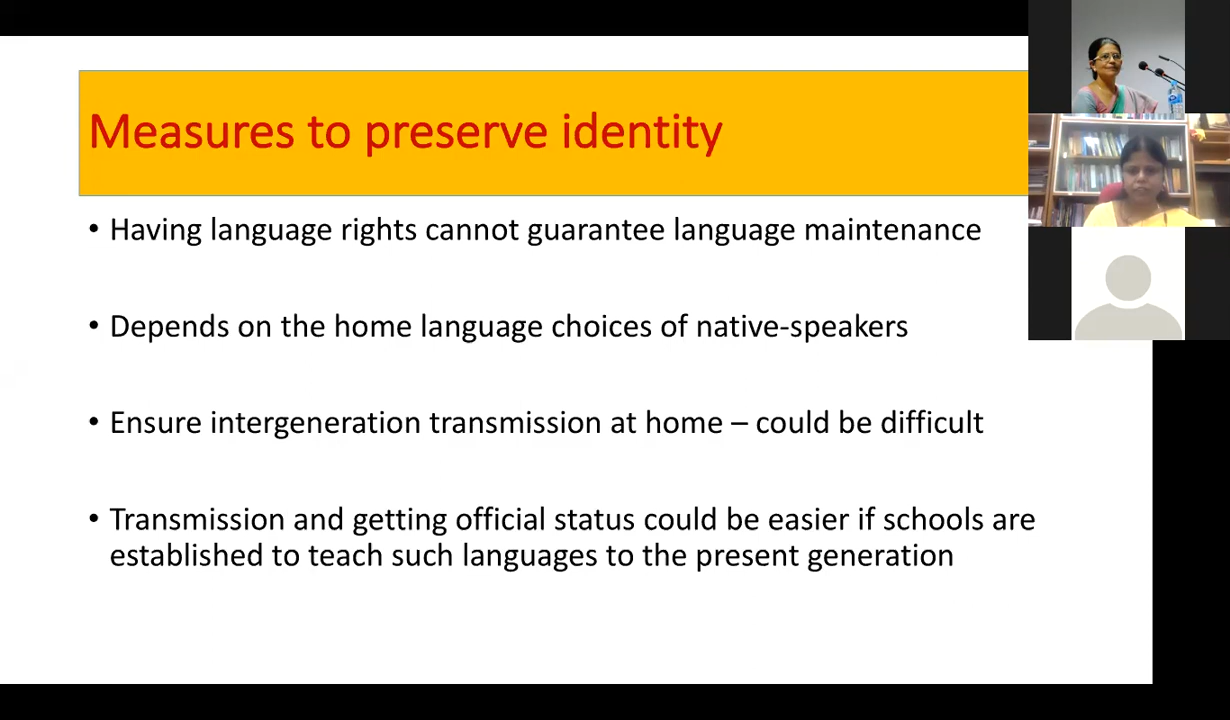 Measures to preserve identity
• Having language rights cannot guarantee language maintenance
• Depends on the home language choices of native-speakers
• Ensure intergeneration transmission at home – could be difficult
• Transmission and getting official status could be easier if schools are
established to teach such languages to the present generation